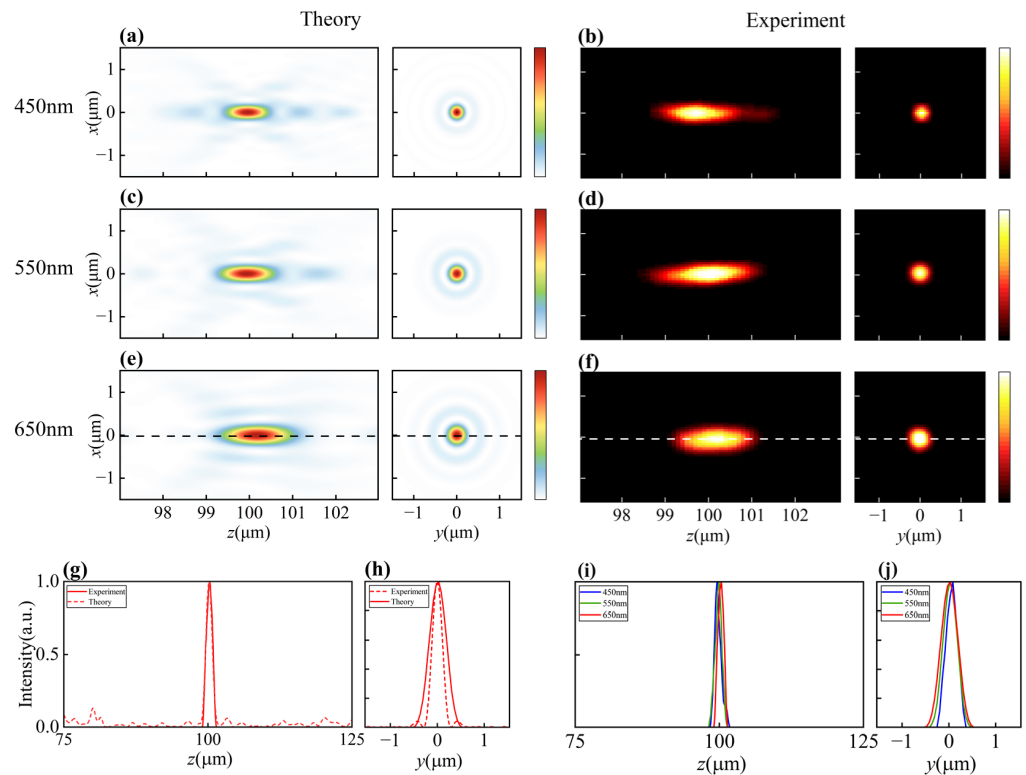 Theory
Experiment
(a)
(b)
450nm
x(μm)
1
0
−1
(c)
(d)
550nm
x(μm)
1
0
−1
(e)
(f)
650nm
x(μm)
1
0
−1
98 99 100 101 102
−1 0 1
98 99 100 101 102
−1 0 1
z(μm)
y(μm)
z(μm)
y(μm)
(g)
(h)
(i)
(j)
Intensity(a.u.)
1.0
0.5
0.0
Experiment
Theory
Experiment
Theory
450nm
550nm
650nm
450nm
550nm
650nm
75 100 125
−1 0 1
75 100 125
−1 0 1
z(μm)
y(μm)
z(μm)
y(μm)